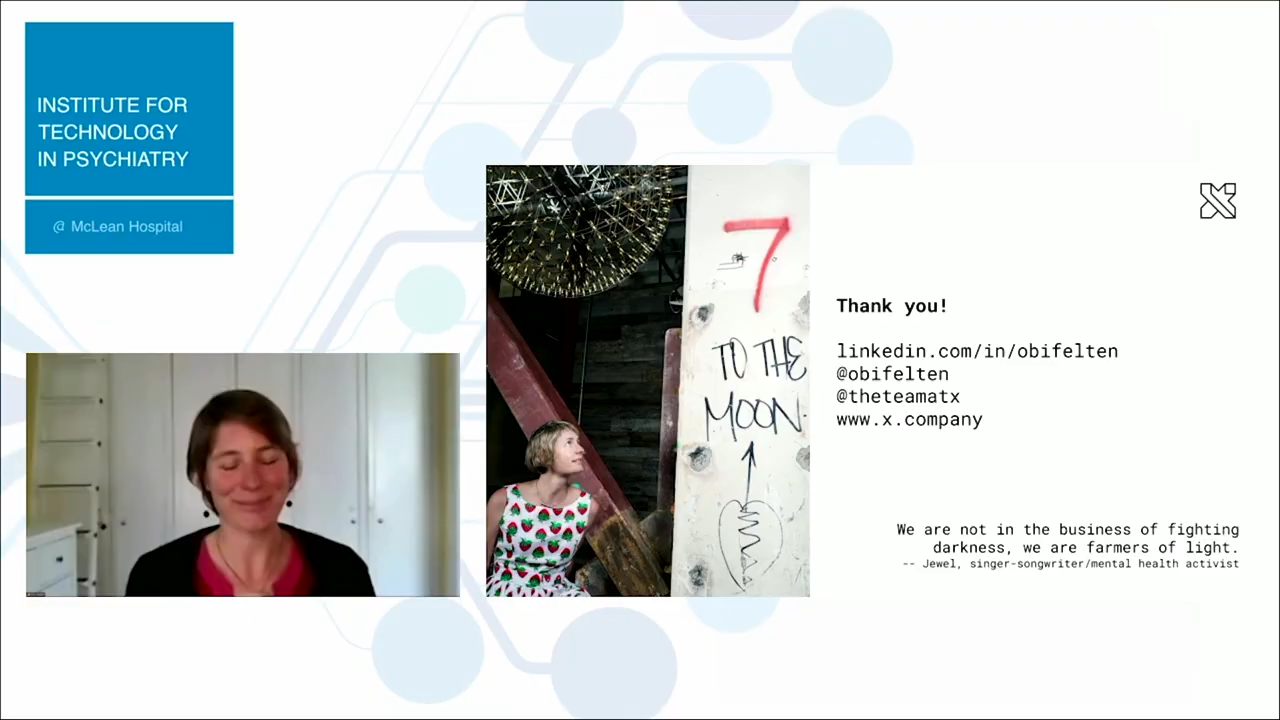 INSTITUTE FOR
TECHNOLOGY
IN PSYCHIATRY
@ McLean Hospital
7
TO THE
MOON.
Thank you!
linkedin.com/in/obifelten
@obifelten
@theteamatx
www.x.company
We are not in the business of fighting
darkness, we are farmers of light.
-- Jewel, singer-songwriter/mental health activist